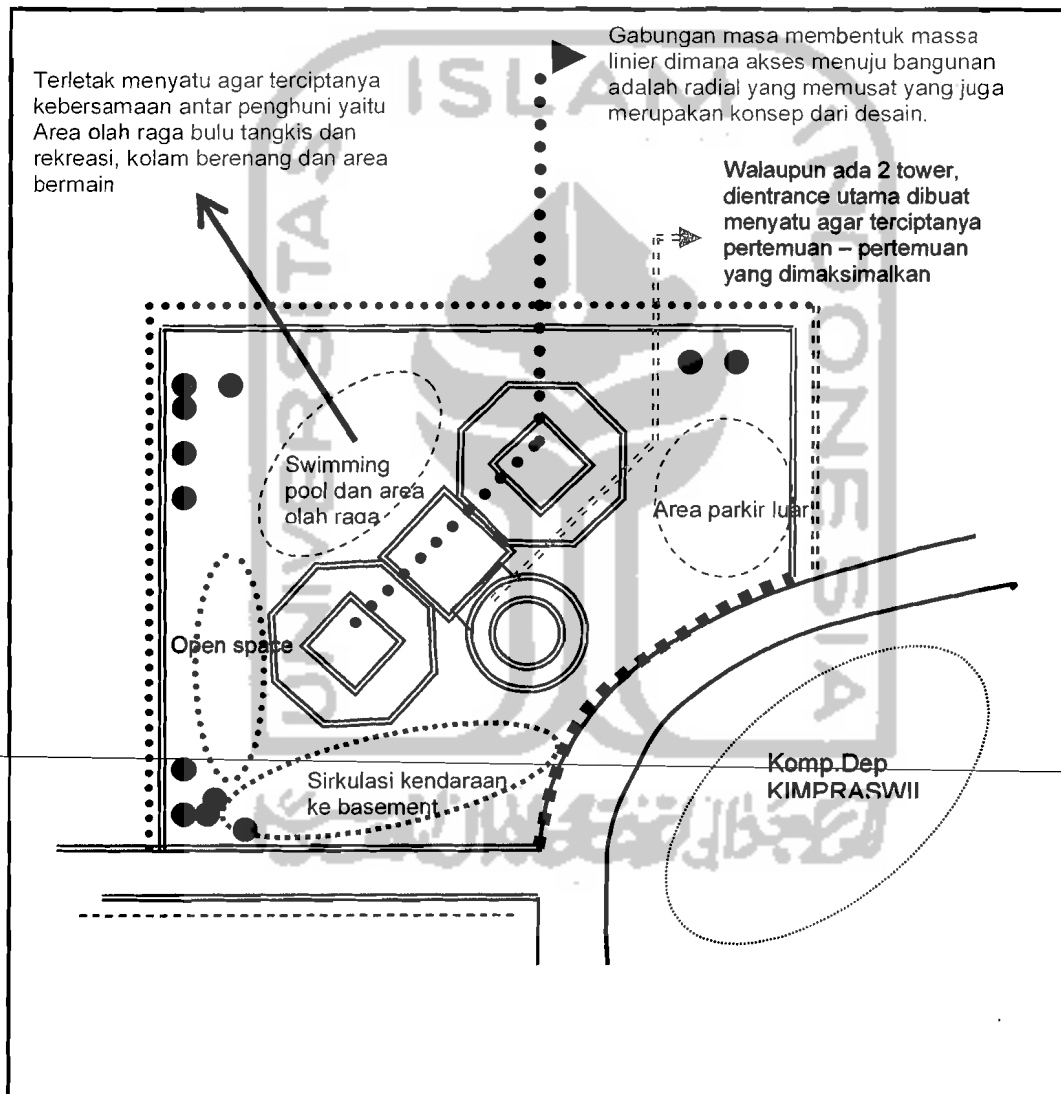 Terletak menyatu agar terciptanya
kebersamaan antar penghuni yaitu
Area olah raga bulu tangkis dan
rekreasi, kolam berenang dan area
bermain
Gabungan masa membentuk massa
linier dimana akses menuju bangunan
adalah radial yang memusat yang juga
merupakan konsep dari desain.
Walaupun ada 2 tower,
dientrance utama dibuat
menyatu agar terciptanya
pertemuan – pertemuan
yang dimaksimalkan
Swimming
pool dan area
olah raga
Area parkir luar
Open space
Sirkulasi kendaraan
ke basement
Komp.Dep
KIMPRASWIl
UNIVERSITAS
ISLAM
INDONESIA